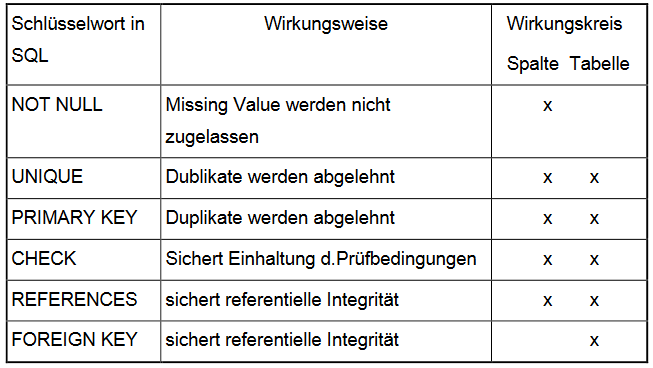 Schlüsselwort in SQL Wirkungsweise Wirkungskreis
Spalte Tabelle
NOT NULL Missing Value werden nicht zugelassen x
UNIQUE Dublikate werden abgelehnt x x
PRIMARY KEY Duplikate werden abgelehnt x x
CHECK Sichert Einhaltung d.Prüfbedingungen x x
REFERENCES sichert referentielle Integrität x x
FOREIGN KEY sichert referentielle Integrität x